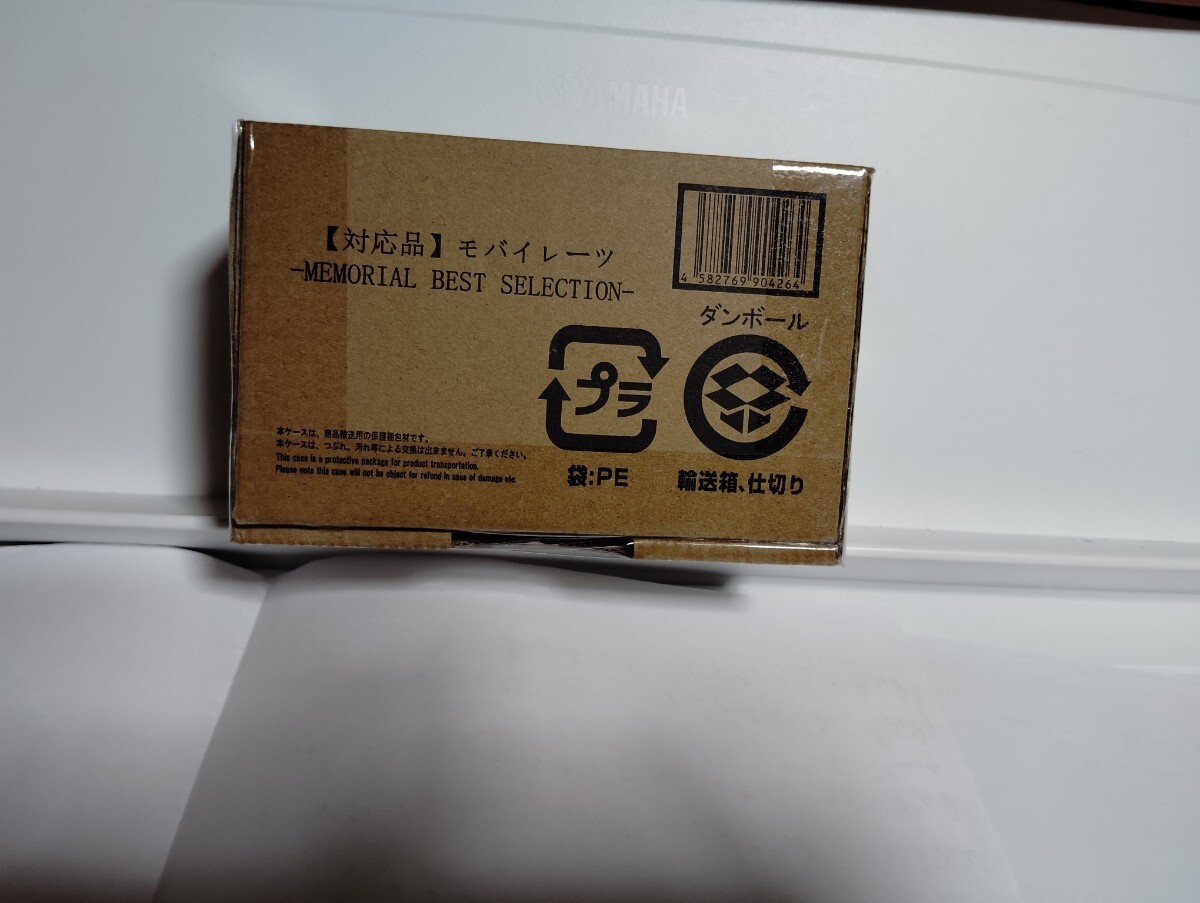 YAMAHA
【対応品】モバイレーツ
-MEMORIAL BEST SELECTION-
4 582769 904264
ダンボール
プラ
袋:PE
輸送箱、仕切り
本ケースは、商品輸送用の保護梱包材です。
本ケースは、つぶれ、汚れ等による交換は出来ません。ご了承ください。
This case is a protective package for product transportation.
Please note this case will not be object for refund in case of damage etc.